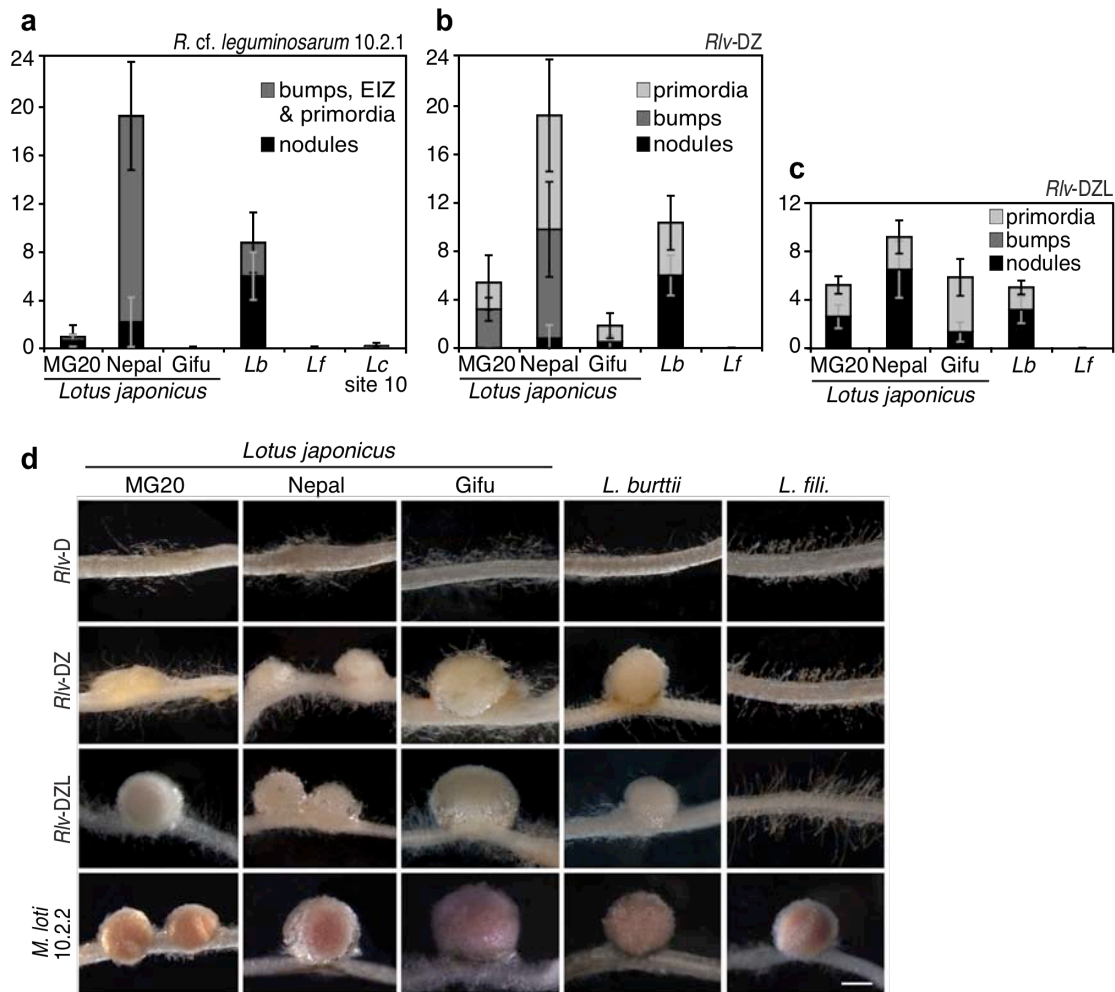 a
R. cf. leguminosarum 10.2.1
24
20
16
12
8
4
0
bumps, EIZ
& primordia
nodules
MG20 Nepal Gifu Lb Lf Lc
site 10
Lotus japonicus
b
Rlv-DZ
24
20
16
12
8
4
0
primordia
bumps
nodules
MG20 Nepal Gifu Lb Lf
Lotus japonicus
c
Rlv-DZL
12
8
4
0
primordia
bumps
nodules
MG20 Nepal Gifu Lb Lf
Lotus japonicus
d
Lotus japonicus
MG20 Nepal Gifu L. burttii L. fili.
Rlv-D
Rlv-DZ
Rlv-DZL
M. loti
10.2.2